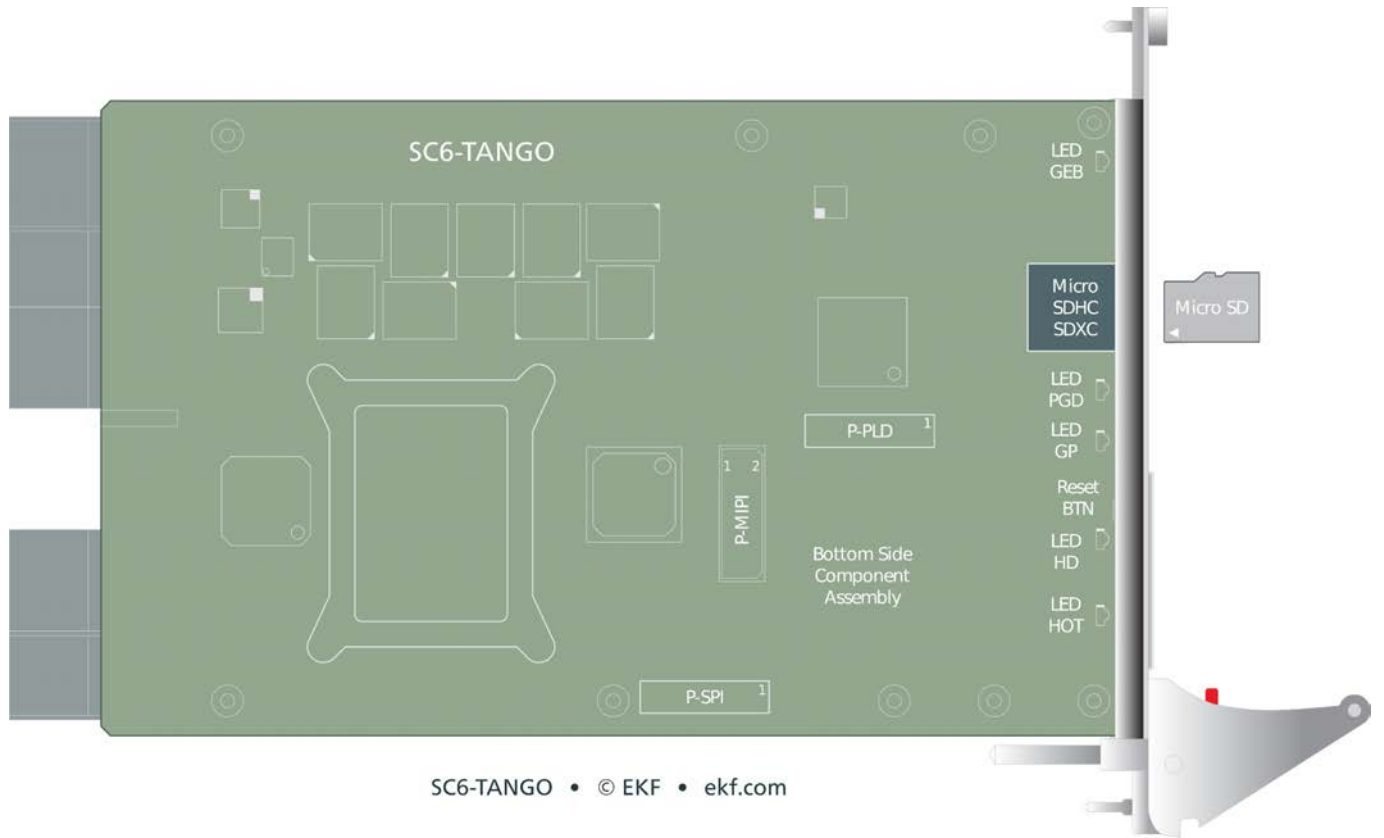 SC6-TANGO
LED
GEB
Micro
SDHC
SDXC
Micro SD
LED
PGD
P-PLD 1
LED
GP
1 2
P-MIPI
Reset
BTN
Bottom Side
Component
Assembly
LED
HD
LED
HOT
P-SPI 1
SC6-TANGO • © EKF • ekf.com